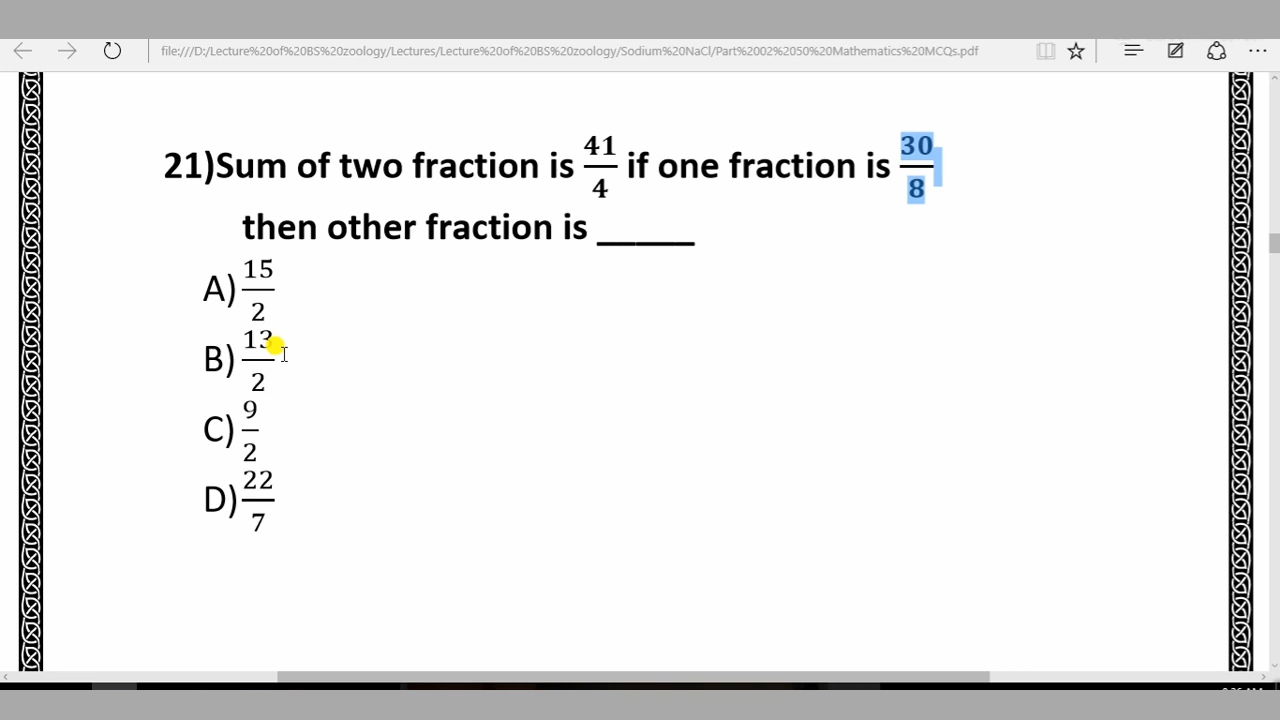 file:///D:/Lecture%20of%20BS%20zoology/Lectures/Lecture%20of%20BS%20zoology/Sodium%20NaCl/Part%2002%2050%20Mathematics%20MCQs.pdf
21)Sum of two fraction is 41/4 if one fraction is 30/8
then other fraction is _____
A) 15/2
B) 13/2
C) 9/2
D) 22/7